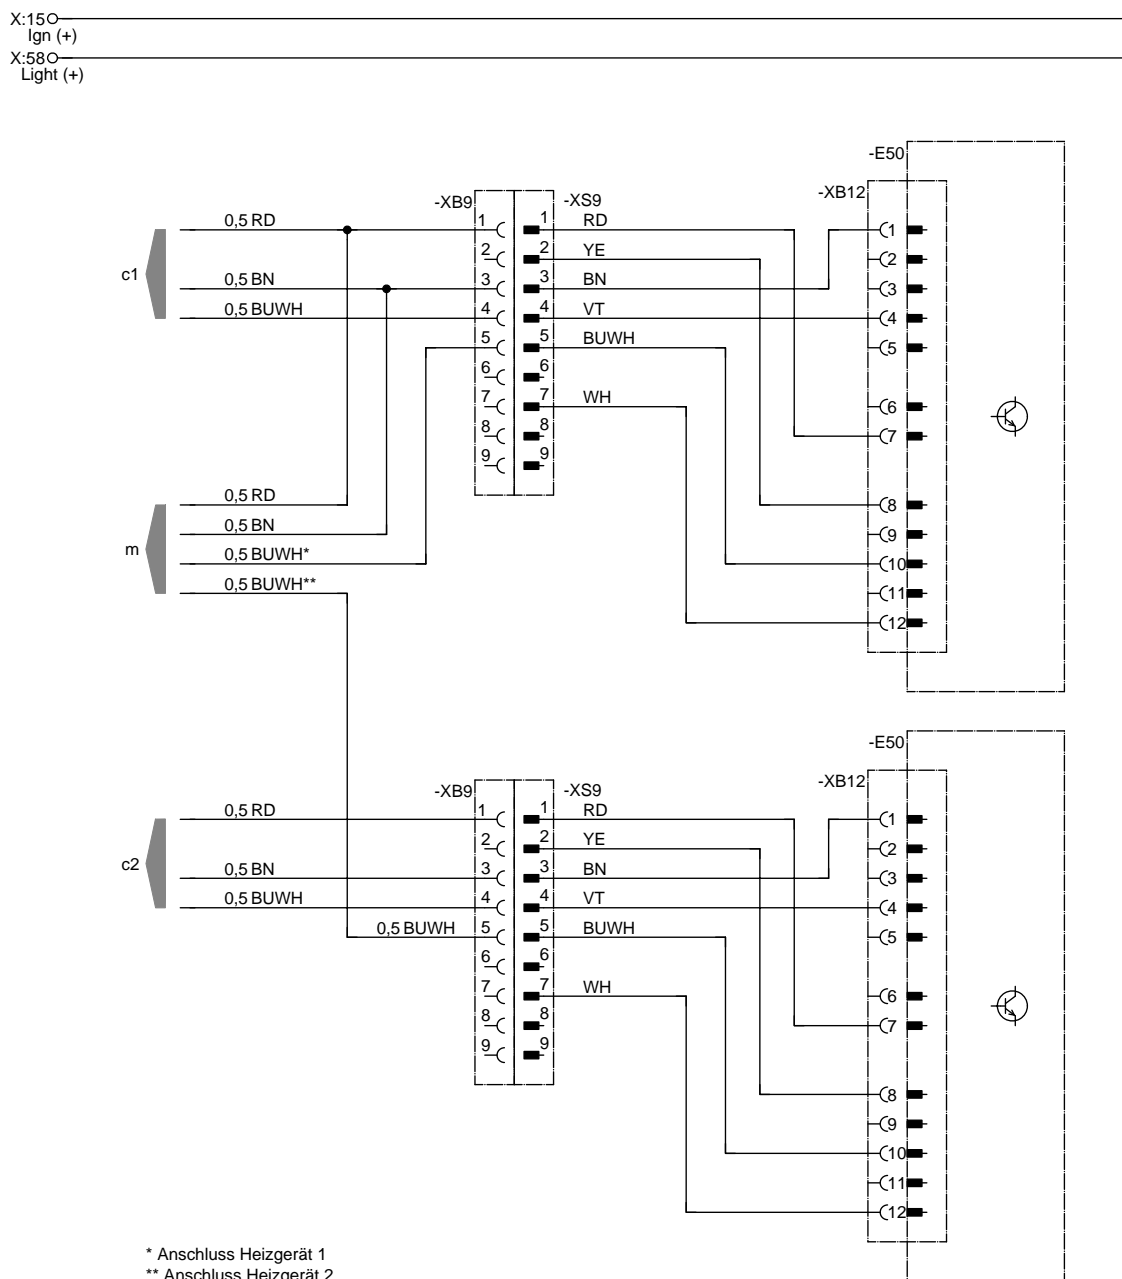 X:15
Ign (+)
X:58
Light (+)
-E50
-XB9
-XS9
-XB12
c1
0,5 RD
0,5 BN
0,5 BUWH
1
2
3
4
5
6
7
8
9
1
2
3
4
5
6
7
8
9
RD
YE
BN
VT
BUWH
WH
1
2
3
4
5
6
7
8
9
10
11
12
m
0,5 RD
0,5 BN
0,5 BUWH*
0,5 BUWH**
-E50
-XB9
-XS9
-XB12
c2
0,5 RD
0,5 BN
0,5 BUWH
0,5 BUWH
1
2
3
4
5
6
7
8
9
1
2
3
4
5
6
7
8
9
RD
YE
BN
VT
BUWH
WH
1
2
3
4
5
6
7
8
9
10
11
12
* Anschluss Heizgerät 1
** Anschluss Heizgerät 2